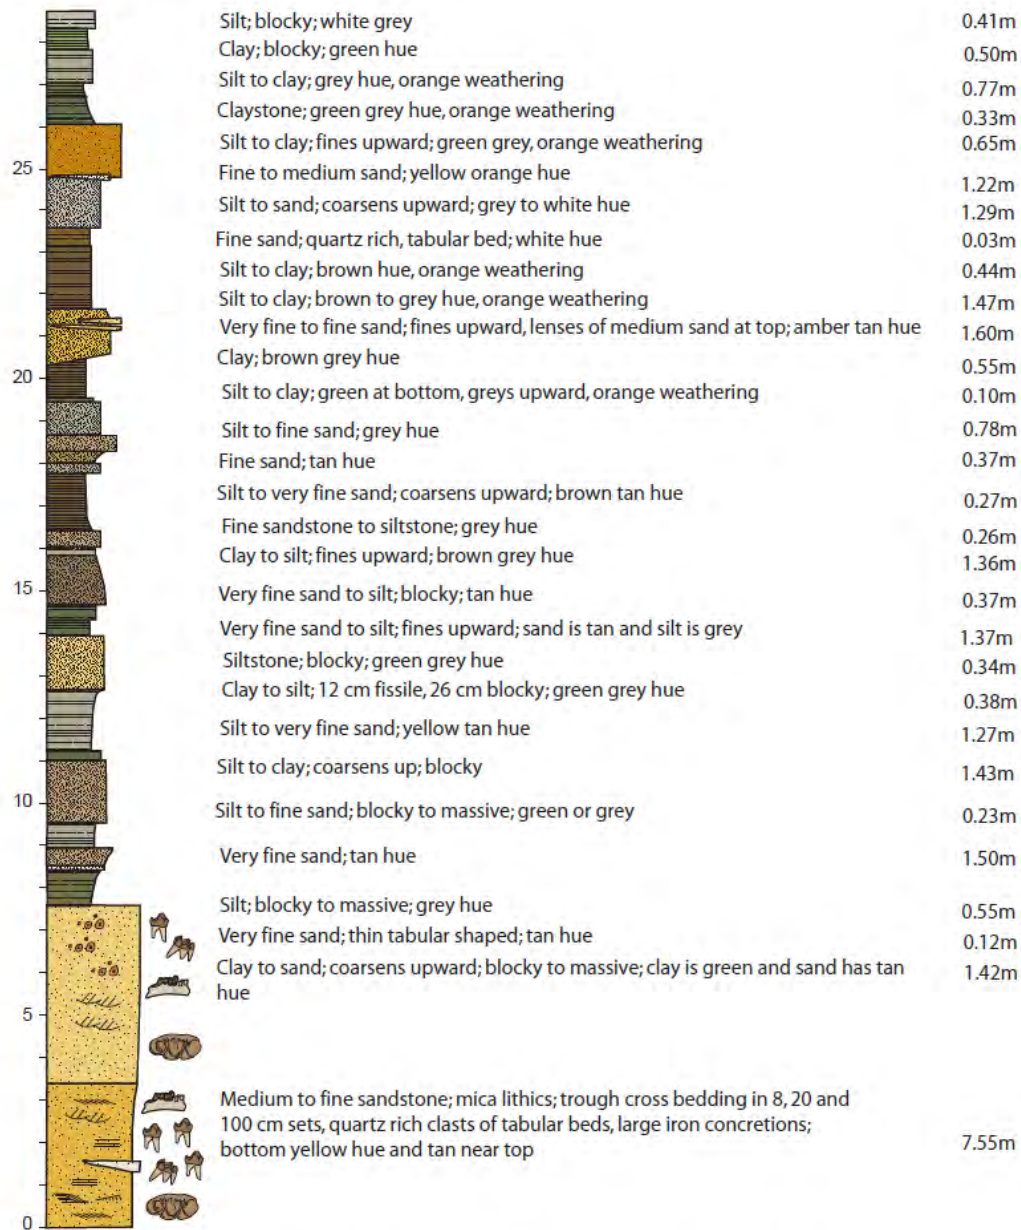 Silt; blocky; white grey 0.41m
Clay; blocky; green hue 0.50m
Silt to clay; grey hue, orange weathering 0.77m
Claystone; green grey hue, orange weathering 0.33m
Silt to clay; fines upward; green grey, orange weathering 0.65m
25
Fine to medium sand; yellow orange hue 1.22m
Silt to sand; coarsens upward; grey to white hue 1.29m
Fine sand; quartz rich, tabular bed; white hue 0.03m
Silt to clay; brown hue, orange weathering 0.44m
Silt to clay; brown to grey hue, orange weathering 1.47m
Very fine to fine sand; fines upward, lenses of medium sand at top; amber tan hue 1.60m
Clay; brown grey hue 0.55m
20
Silt to clay; green at bottom, greys upward, orange weathering 0.10m
Silt to fine sand; grey hue 0.78m
Fine sand; tan hue 0.37m
Silt to very fine sand; coarsens upward; brown tan hue 0.27m
Fine sandstone to siltstone; grey hue 0.26m
Clay to silt; fines upward; brown grey hue 1.36m
15
Very fine sand to silt; blocky; tan hue 0.37m
Very fine sand to silt; fines upward; sand is tan and silt is grey 1.37m
Siltstone; blocky; green grey hue 0.34m
Clay to silt; 12 cm fissile, 26 cm blocky; green grey hue 0.38m
Silt to very fine sand; yellow tan hue 1.27m
Silt to clay; coarsens up; blocky 1.43m
10
Silt to fine sand; blocky to massive; green or grey 0.23m
Very fine sand; tan hue 1.50m
Silt; blocky to massive; grey hue 0.55m
Very fine sand; thin tabular shaped; tan hue 0.12m
Clay to sand; coarsens upward; blocky to massive; clay is green and sand has tan 1.42m
hue
5
Medium to fine sandstone; mica lithics; trough cross bedding in 8, 20 and
100 cm sets, quartz rich clasts of tabular beds, large iron concretions;
bottom yellow hue and tan near top 7.55m
0